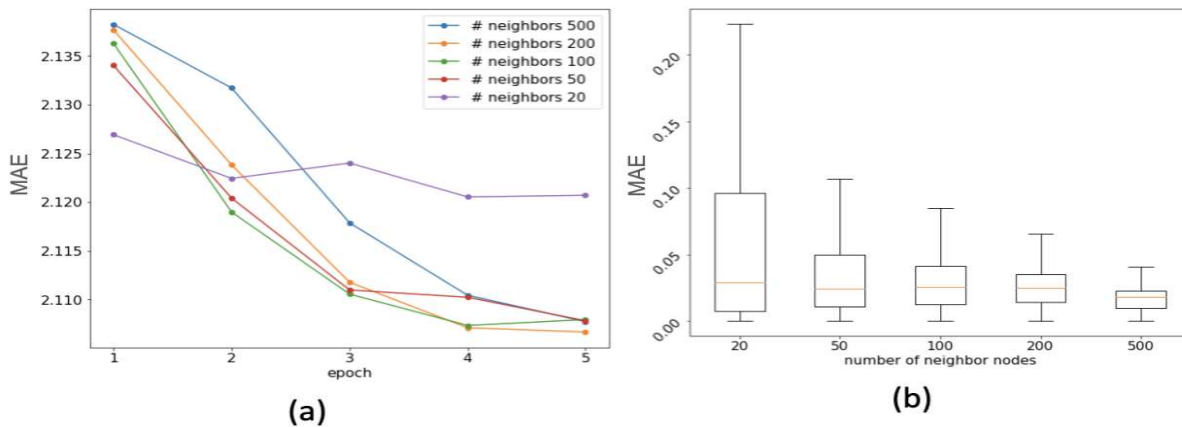 # neighbors 500
# neighbors 200
# neighbors 100
# neighbors 50
# neighbors 20
2.135
2.130
2.125
2.120
2.115
2.110
MAE
1 2 3 4 5
epoch
(a)
0.20
0.15
0.10
0.05
0.00
MAE
20 50 100 200 500
number of neighbor nodes
(b)